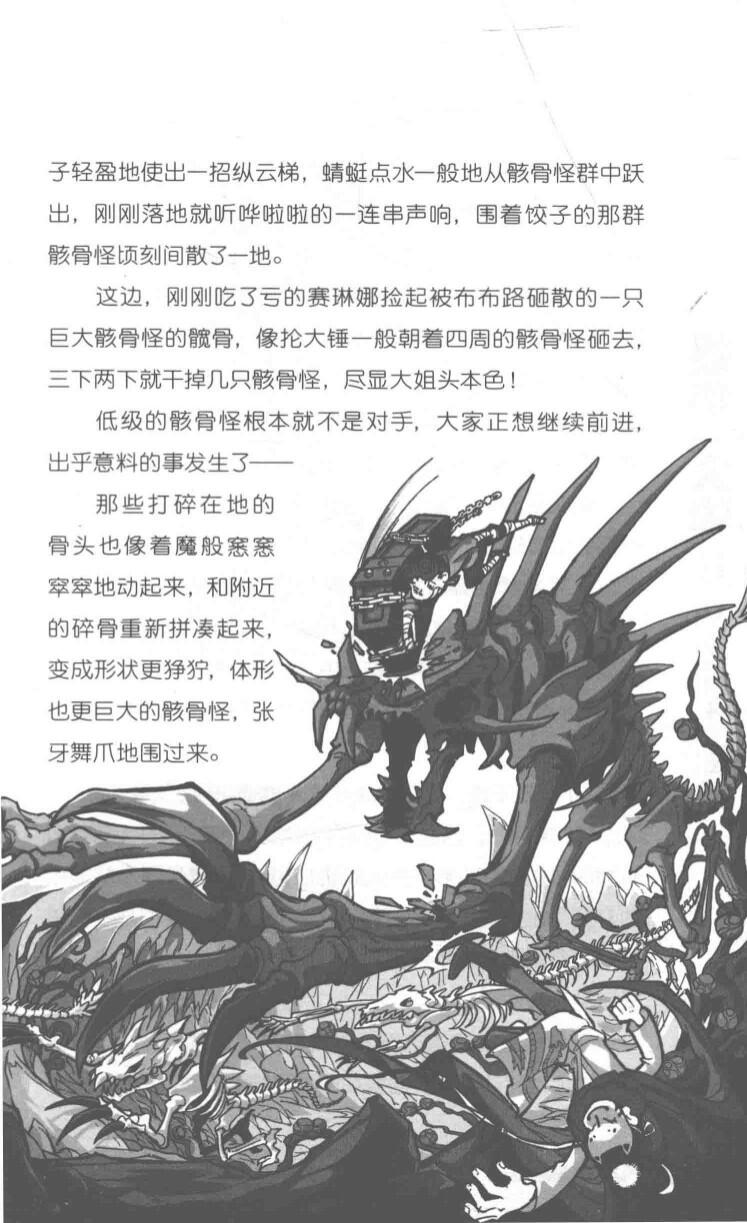 子轻盈地使出一招纵云梯，蜻蜓点水一般地从骸骨怪群中跃
出，刚刚落地就听哗啦啦的一连串声响，围着饺子的那群
骸骨怪顷刻间散了一地。
这边，刚刚吃了亏的赛琳娜捡起被布布路砸散的一只
巨大骸骨怪的髋骨，像抡大锤一般朝着四周的骸骨怪砸去，
三下两下就干掉几只骸骨怪，尽显大姐头本色！
低级的骸骨怪根本就不是对手，大家正想继续前进，
出乎意料的事发生了——
那些打碎在地的
骨头也像着魔般窸窸
窣窣地动起来，和附近
的碎骨重新拼凑起来，
变成形状更狰狞，体形
也更巨大的骸骨怪，张
牙舞爪地围过来。